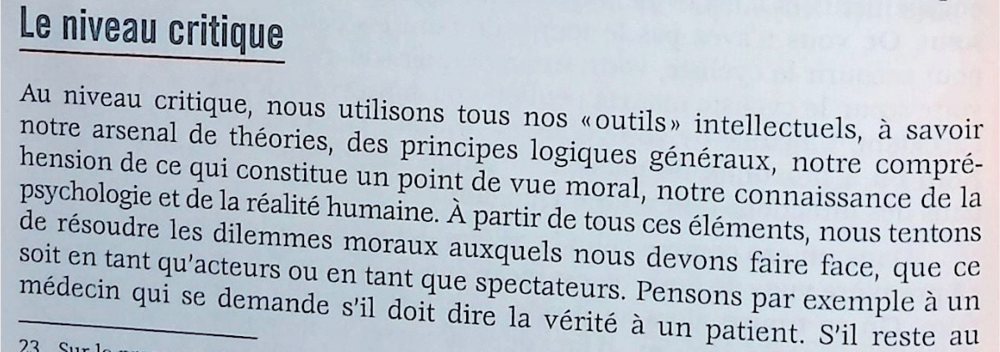 Le niveau critique
Au niveau critique, nous utilisons tous nos «outils» intellectuels, à savoir
notre arsenal de théories, des principes logiques généraux, notre compré-
hension de ce qui constitue un point de vue moral, notre connaissance de la
psychologie et de la réalité humaine. À partir de tous ces éléments, nous tentons
de résoudre les dilemmes moraux auxquels nous devons faire face, que ce
soit en tant qu'acteurs ou en tant que spectateurs. Pensons par exemple à un
médecin qui se demande s'il doit dire la vérité à un patient. S'il reste au
23 Sur le